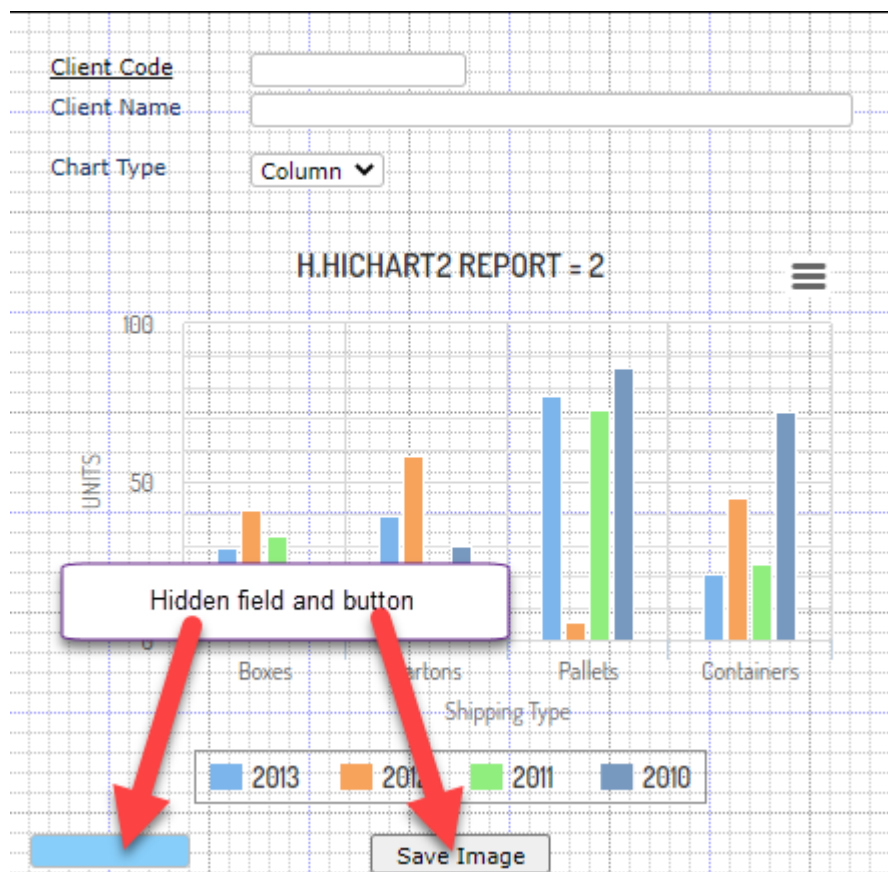 Client Code
Client Name
Chart Type
Column
H.HICHART2 REPORT = 2
100
UNITS
50
Hidden field and button
0
Boxes
artons
Pallets
Containers
Shipping Type
2013
201
2011
2010
Save Image